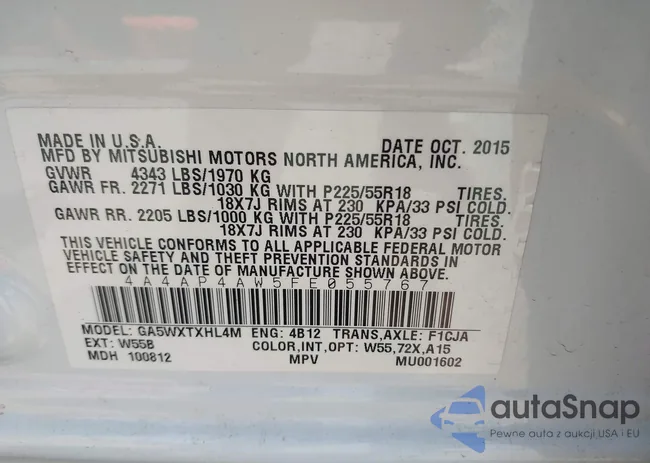 MADE IN U.S.A. DATE OCT. 2015
MFD BY MITSUBISHI MOTORS NORTH AMERICA, INC.
GVWR 4343 LBS/1970 KG
GAWR FR. 2271 LBS/1030 KG WITH P225/55R18 TIRES.
18X7J RIMS AT 230 KPA/33 PSI COLD.
GAWR RR. 2205 LBS/1000 KG WITH P225/55R18 TIRES.
18X7J RIMS AT 230 KPA/33 PSI COLD.
THIS VEHICLE CONFORMS TO ALL APPLICABLE FEDERAL MOTOR
VEHICLE SAFETY AND THEFT PREVENTION STANDARDS IN
EFFECT ON THE DATE OF MANUFACTURE SHOWN ABOVE.
4A4AP4AW5FE055767
MODEL: GA5WXTXHL4M ENG: 4B12 TRANS,AXLE: F1CJA
EXT: W55B COLOR,INT,OPT: W55,72X,A15
MDH 100812 MPV MU001602
autaSnap
Pewne auta z aukcji USA i EU